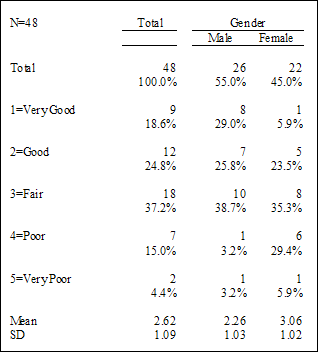 N=48 Total Gender
Male Female
Total 48 26 22
100.0% 55.0% 45.0%
1=Very Good 9 8 1
18.6% 29.0% 5.9%
2=Good 12 7 5
24.8% 25.8% 23.5%
3=Fair 18 10 8
37.2% 38.7% 35.3%
4=Poor 7 1 6
15.0% 3.2% 29.4%
5=Very Poor 2 1 1
4.4% 3.2% 5.9%
Mean 2.62 2.26 3.06
SD 1.09 1.03 1.02